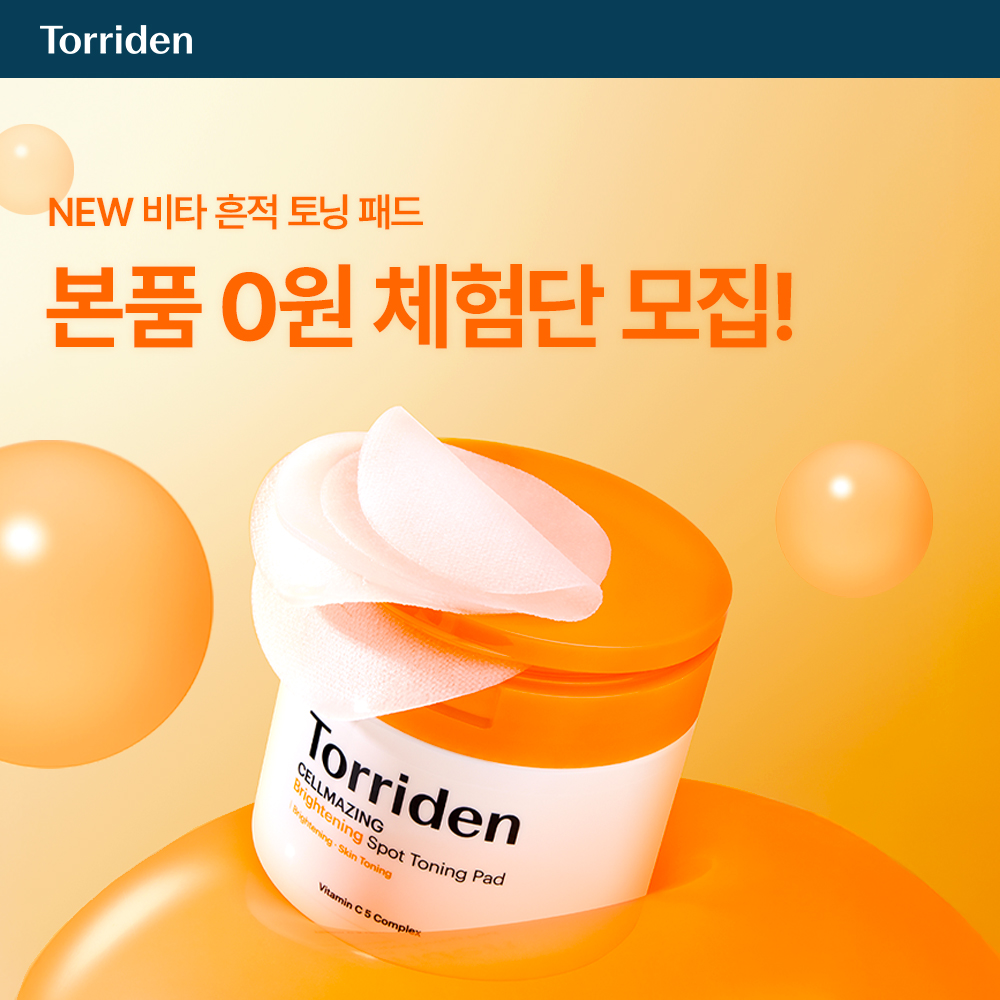 Torriden
NEW 비타 흔적 토닝 패드
본품 0원 체험단 모집!
Torriden
CELLMAZING
Brightening Spot Toning Pad
| Brightening · Skin Toning
Vitamin C 5 Complex